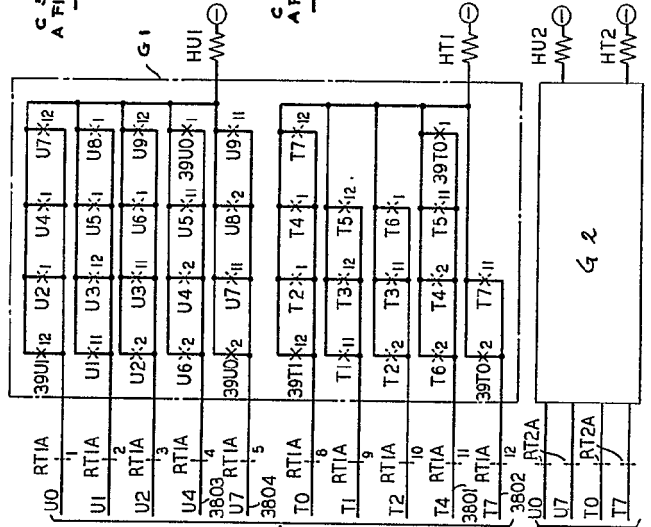 C S
A FI
C
A F
G1
HU1
HT1
HU2
HT2
39U1 12 U2 1 U4 1 U7 12
U1 11 U3 12 U5 1 U8 1
U2 2 U3 11 U6 1 U9 12
U6 2 U4 2 U5 11 39U0 1
39U0 2 U7 11 U8 2 U9 11
39T1 12 T2 1 T4 1 T7 12
T1 11 T3 12 T5 12
T2 2 T3 11 T6 1
T6 2 T4 2 T5 11 39T0 1
39T0 2 T7 11
U0 RT1A 1
U1 RT1A 2
U2 RT1A 3
U4 RT1A 4
3803
U7 RT1A 5
3804
T0 RT1A 8
T1 RT1A 9
T2 RT1A 10
T4 RT1A 11
3801
T7 RT1A 12
3802
U0 RT2A
U7
T0 RT2A
T7
G2